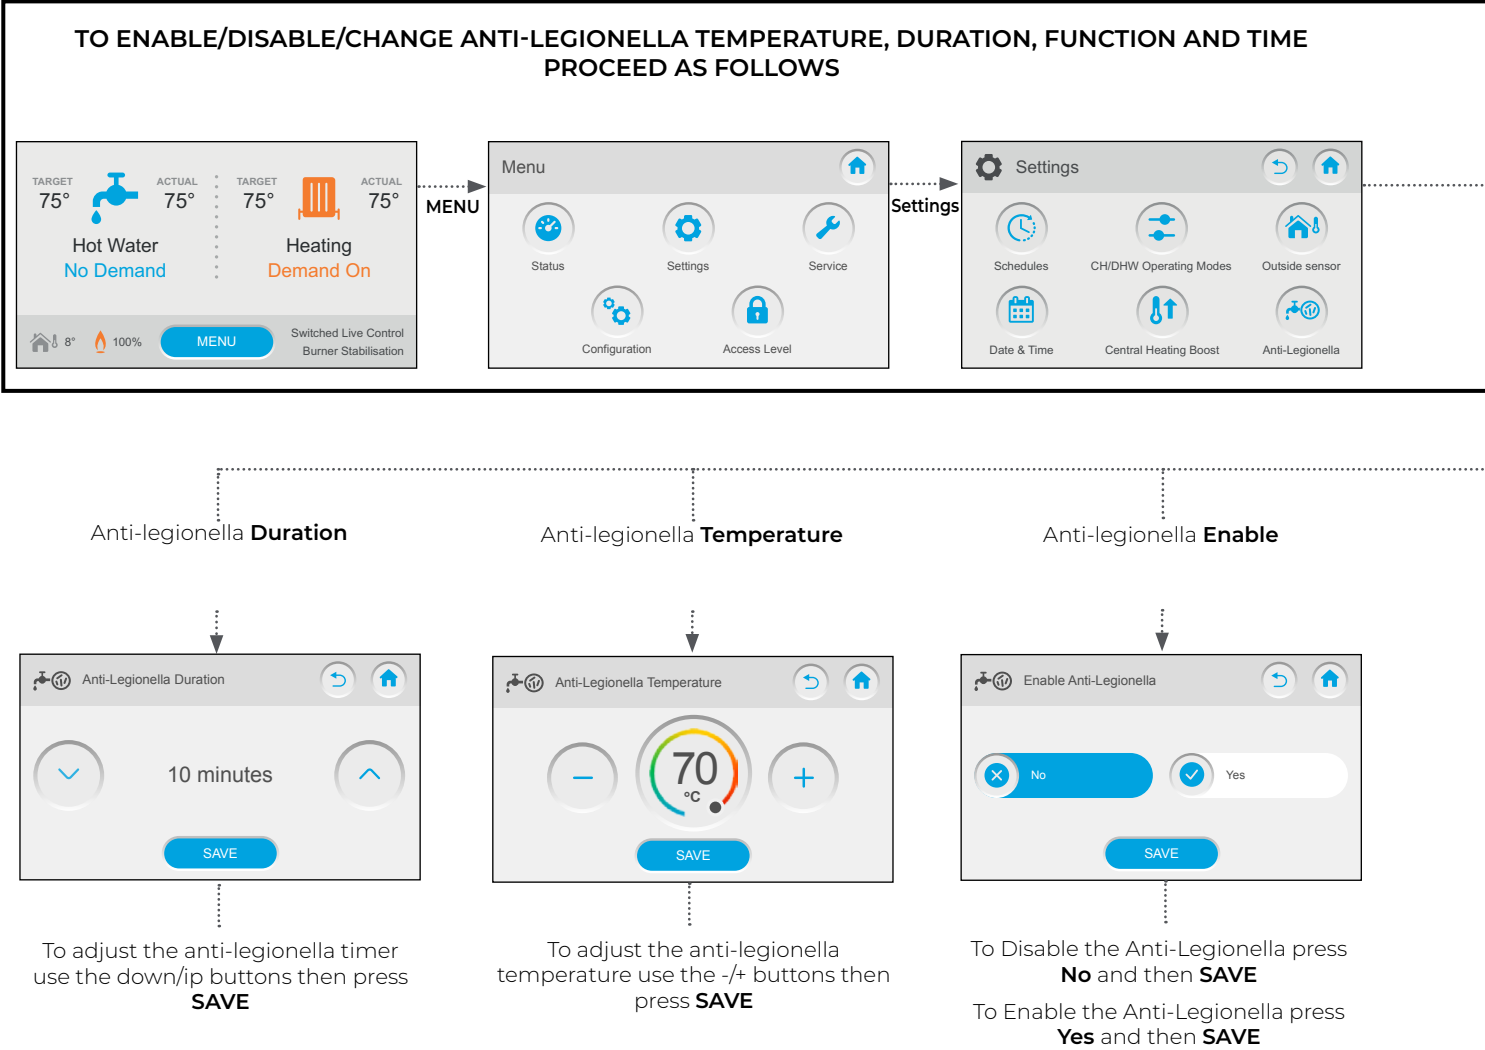 TO ENABLE/DISABLE/CHANGE ANTI-LEGIONELLA TEMPERATURE, DURATION, FUNCTION AND TIME
PROCEED AS FOLLOWS
TARGET
75°
ACTUAL
75°
Hot Water
No Demand
TARGET
75°
ACTUAL
75°
Heating
Demand On
8°
100%
MENU
Switched Live Control
Burner Stabilisation
MENU
Menu
Status
Settings
Service
Configuration
Access Level
Settings
Settings
Schedules
CH/DHW Operating Modes
Outside sensor
Date & Time
Central Heating Boost
Anti-Legionella
Anti-legionella Duration
Anti-Legionella Duration
10 minutes
SAVE
To adjust the anti-legionella timer
use the down/ip buttons then press
SAVE
Anti-legionella Temperature
Anti-Legionella Temperature
70
°C
SAVE
To adjust the anti-legionella
temperature use the -/+ buttons then
press SAVE
Anti-legionella Enable
Enable Anti-Legionella
No
Yes
SAVE
To Disable the Anti-Legionella press
No and then SAVE
To Enable the Anti-Legionella press
Yes and then SAVE